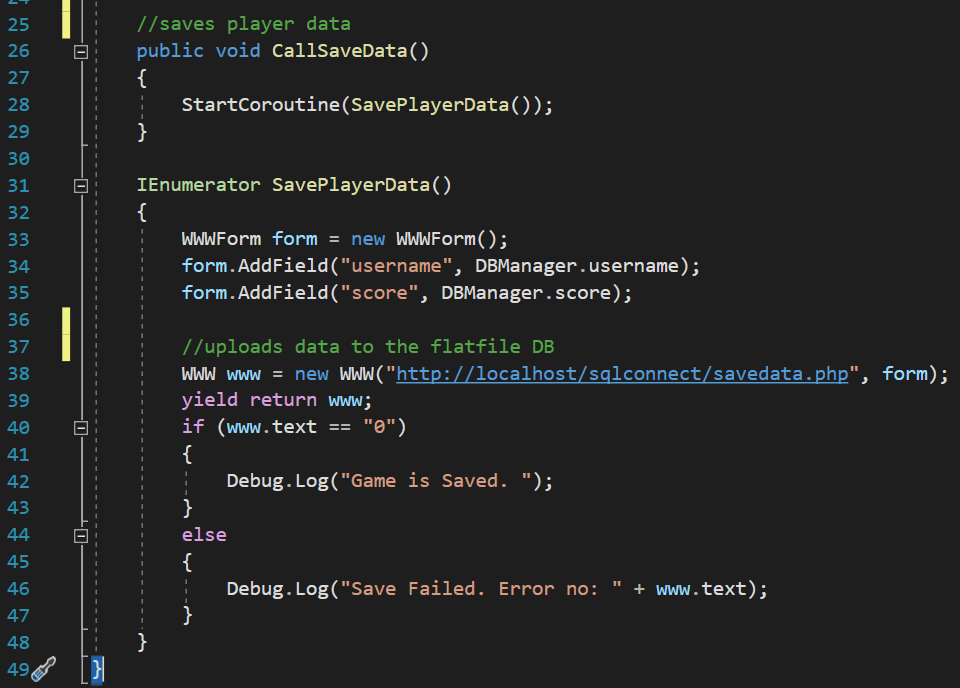 24
25 //saves player data
26 public void CallSaveData()
27 {
28 StartCoroutine(SavePlayerData());
29 }
30
31 IEnumerator SavePlayerData()
32 {
33 WWWForm form = new WWWForm();
34 form.AddField("username", DBManager.username);
35 form.AddField("score", DBManager.score);
36
37 //uploads data to the flatfile DB
38 WWW www = new WWW("http://localhost/sqlconnect/savedata.php", form);
39 yield return www;
40 if (www.text == "0")
41 {
42 Debug.Log("Game is Saved. ");
43 }
44 else
45 {
46 Debug.Log("Save Failed. Error no: " + www.text);
47 }
48 }
49 }